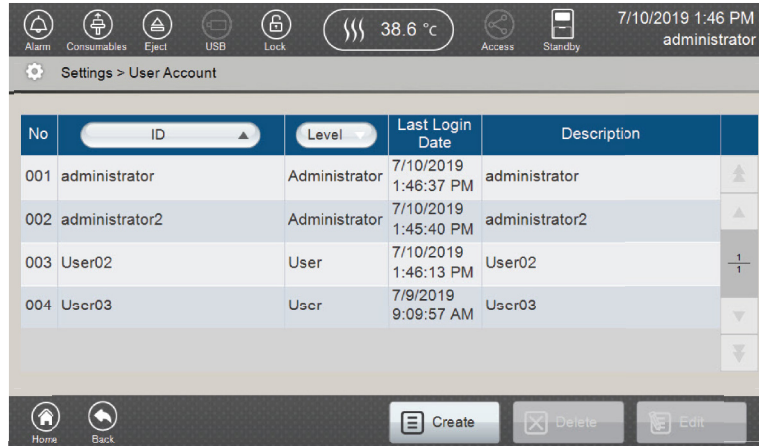 38.6 °c
7/10/2019 1:46 PM
Alarm Consumables Eject USB Lock Access Standby administrator
Settings > User Account
No ID Level Last Login Date Description
001 administrator Administrator 7/10/2019 1:46:37 PM administrator
002 administrator2 Administrator 7/10/2019 1:45:40 PM administrator2
003 User02 User 7/10/2019 1:46:13 PM User02
004 User03 User 7/9/2019 9:09:57 AM User03
1
1
Create Delete Edit
Home Back